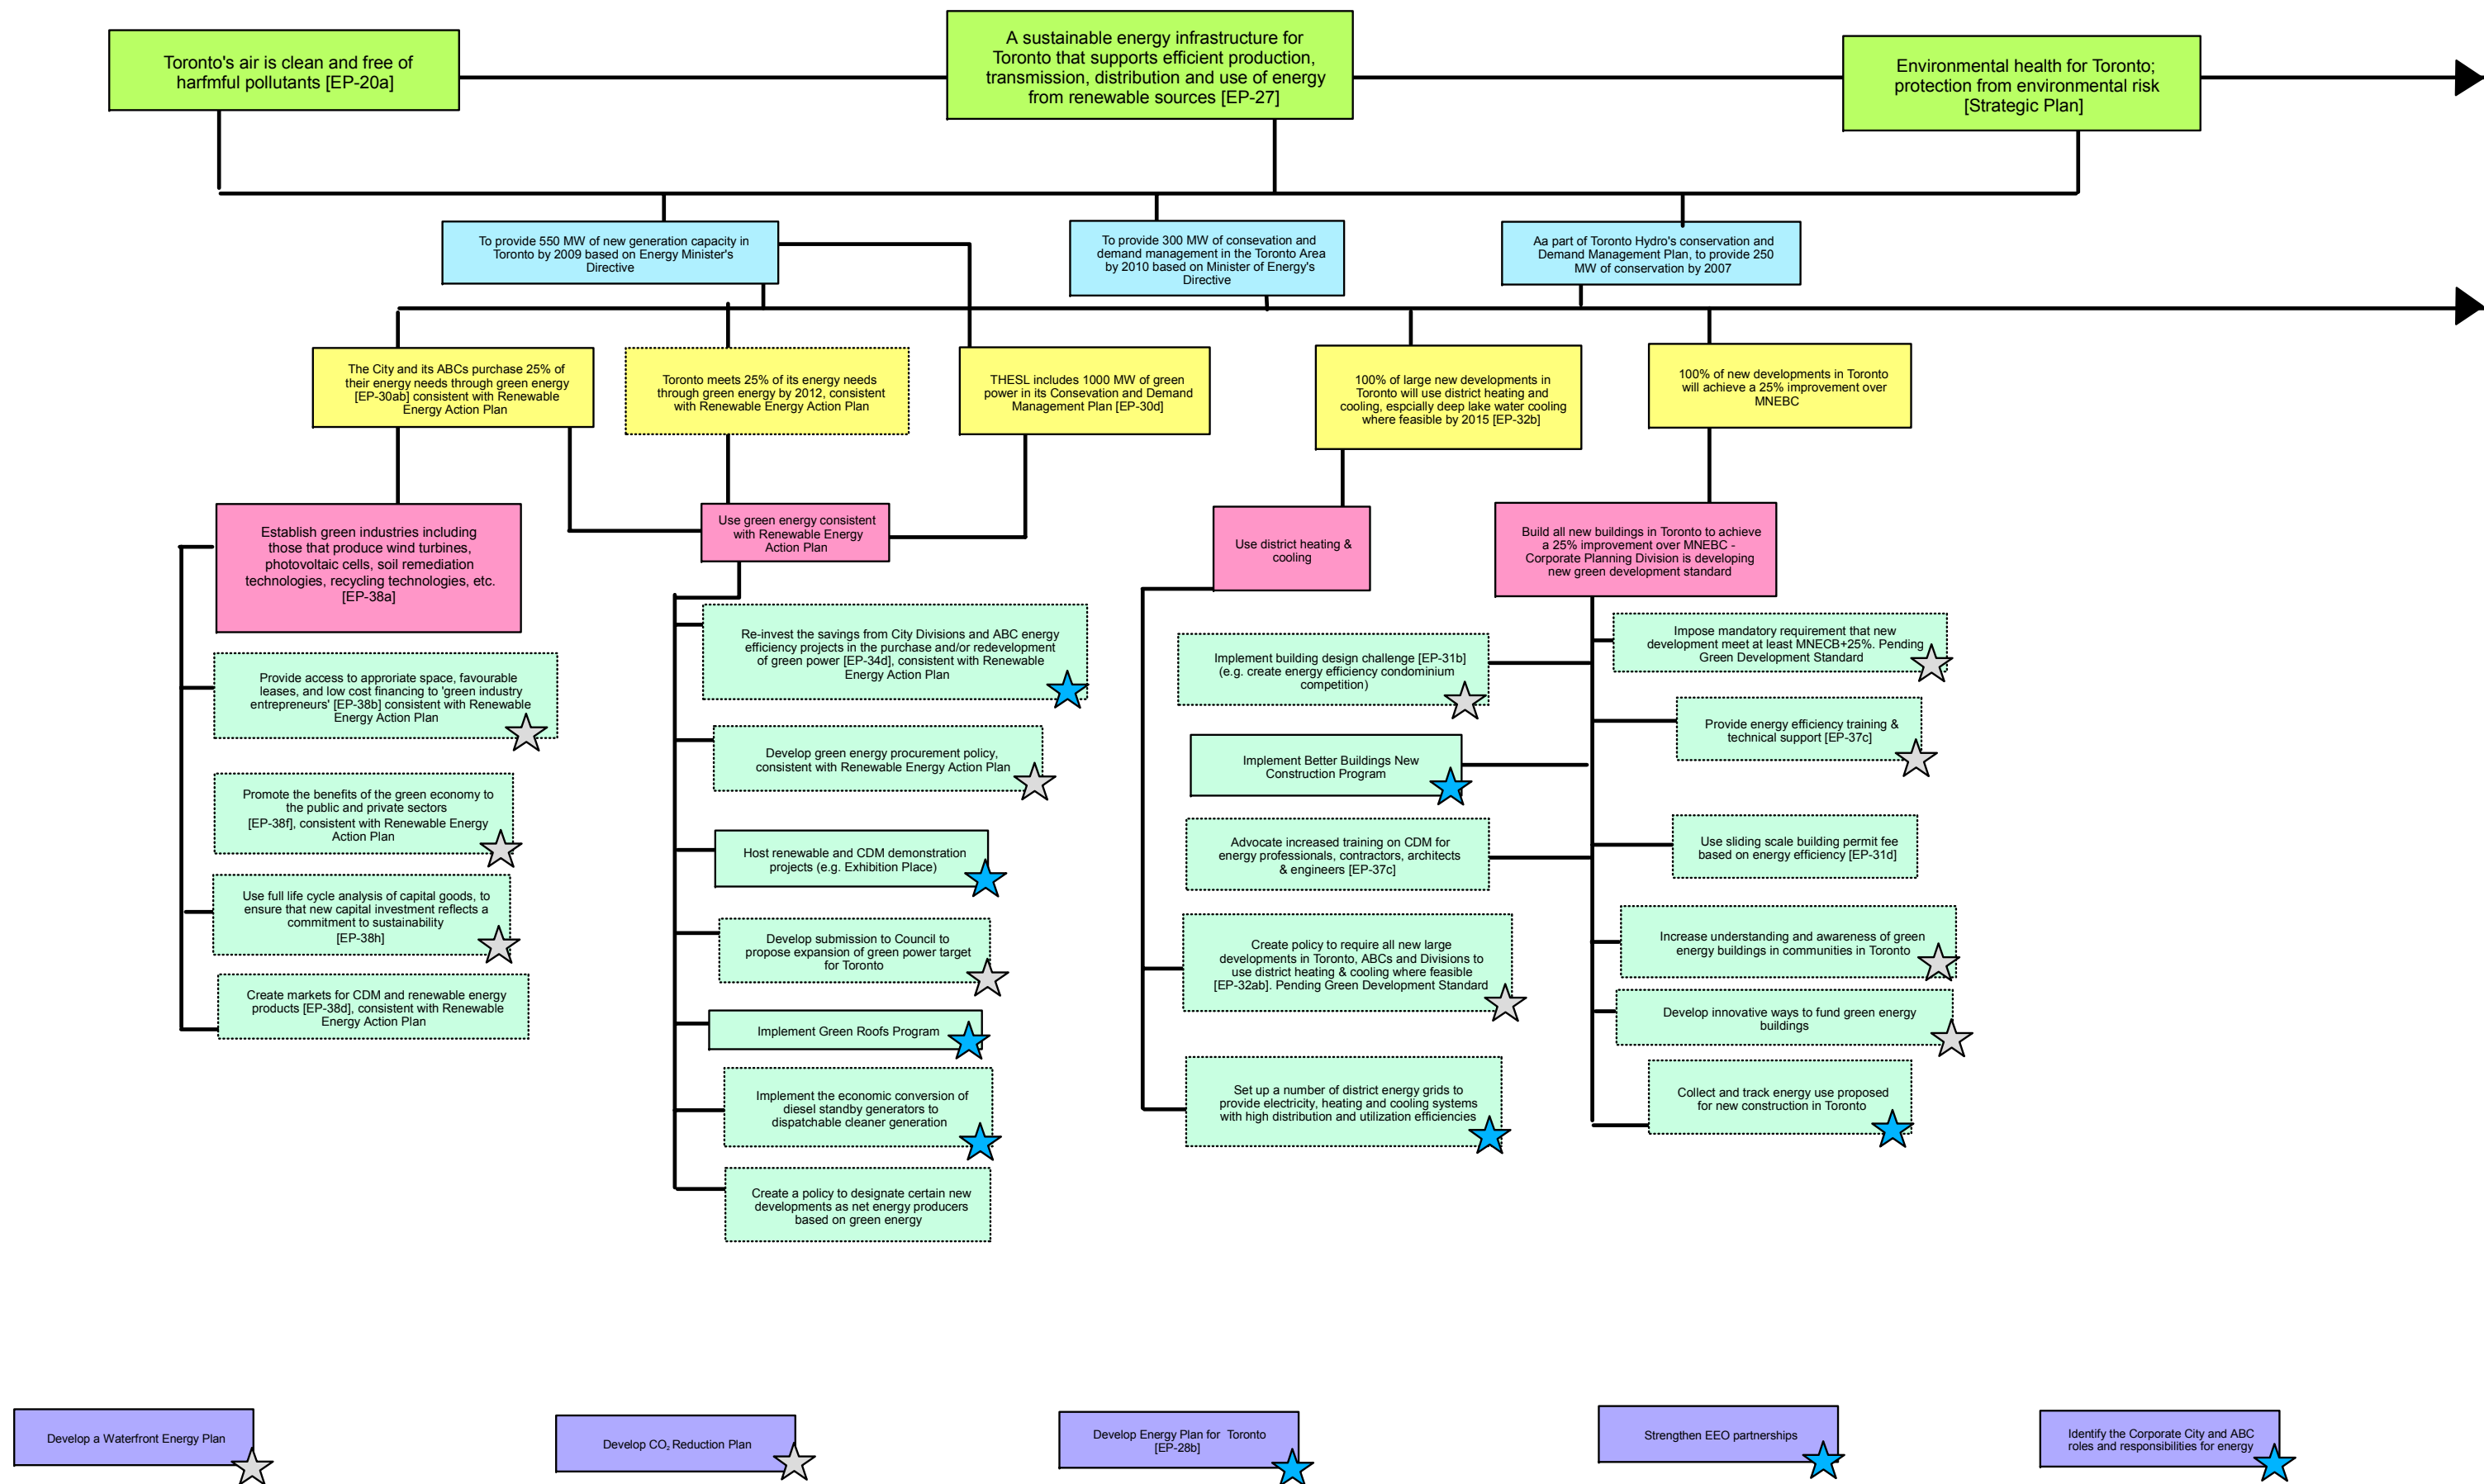 Toronto's air is clean and free of
harfmful pollutants [EP-20a]
A sustainable energy infrastructure for
Toronto that supports efficient production,
transmission, distribution and use of energy
from renewable sources [EP-27]
Environmental health for Toronto;
protection from environmental risk
[Strategic Plan]
To provide 550 MW of new generation capacity in
Toronto by 2009 based on Energy Minister's
Directive
To provide 300 MW of consevation and
demand management in the Toronto Area
by 2010 based on Minister of Energy's
Directive
Aa part of Toronto Hydro's conservation and
Demand Management Plan, to provide 250
MW of conservation by 2007
The City and its ABCs purchase 25% of
their energy needs through green energy
[EP-30ab] consistent with Renewable
Energy Action Plan
Toronto meets 25% of its energy needs
through green energy by 2012, consistent
with Renewable Energy Action Plan
THESL includes 1000 MW of green
power in its Consevation and Demand
Management Plan [EP-30d]
100% of large new developments in
Toronto will use district heating and
cooling, espcially deep lake water cooling
where feasible by 2015 [EP-32b]
100% of new developments in Toronto
will achieve a 25% improvement over
MNEBC
Establish green industries including
those that produce wind turbines,
photovoltaic cells, soil remediation
technologies, recycling technologies, etc.
[EP-38a]
Use green energy consistent
with Renewable Energy
Action Plan
Use district heating &
cooling
Build all new buildings in Toronto to achieve
a 25% improvement over MNEBC -
Corporate Planning Division is developing
new green development standard
Provide access to approriate space, favourable
leases, and low cost financing to 'green industry
entrepreneurs' [EP-38b] consistent with Renewable
Energy Action Plan
Promote the benefits of the green economy to
the public and private sectors
[EP-38f], consistent with Renewable Energy
Action Plan
Use full life cycle analysis of capital goods, to
ensure that new capital investment reflects a
commitment to sustainability
[EP-38h]
Create markets for CDM and renewable energy
products [EP-38d], consistent with Renewable
Energy Action Plan
Re-invest the savings from City Divisions and ABC energy
efficiency projects in the purchase and/or redevelopment
of green power [EP-34d], consistent with Renewable
Energy Action Plan
Develop green energy procurement policy,
consistent with Renewable Energy Action Plan
Host renewable and CDM demonstration
projects (e.g. Exhibition Place)
Develop submission to Council to
propose expansion of green power target
for Toronto
Implement Green Roofs Program
Implement the economic conversion of
diesel standby generators to
dispatchable cleaner generation
Create a policy to designate certain new
developments as net energy producers
based on green energy
Implement building design challenge [EP-31b]
(e.g. create energy efficiency condominium
competition)
Implement Better Buildings New
Construction Program
Advocate increased training on CDM for
energy professionals, contractors, architects
& engineers [EP-37c]
Create policy to require all new large
developments in Toronto, ABCs and Divisions to
use district heating & cooling where feasible
[EP-32ab]. Pending Green Development Standard
Set up a number of district energy grids to
provide electricity, heating and cooling systems
with high distribution and utilization efficiencies
Impose mandatory requirement that new
development meet at least MNECB+25%. Pending
Green Development Standard
Provide energy efficiency training &
technical support [EP-37c]
Use sliding scale building permit fee
based on energy efficiency [EP-31d]
Increase understanding and awareness of green
energy buildings in communities in Toronto
Develop innovative ways to fund green energy
buildings
Collect and track energy use proposed
for new construction in Toronto
Develop a Waterfront Energy Plan
Develop CO₂ Reduction Plan
Develop Energy Plan for Toronto
[EP-28b]
Strengthen EEO partnerships
Identify the Corporate City and ABC
roles and responsibilities for energy